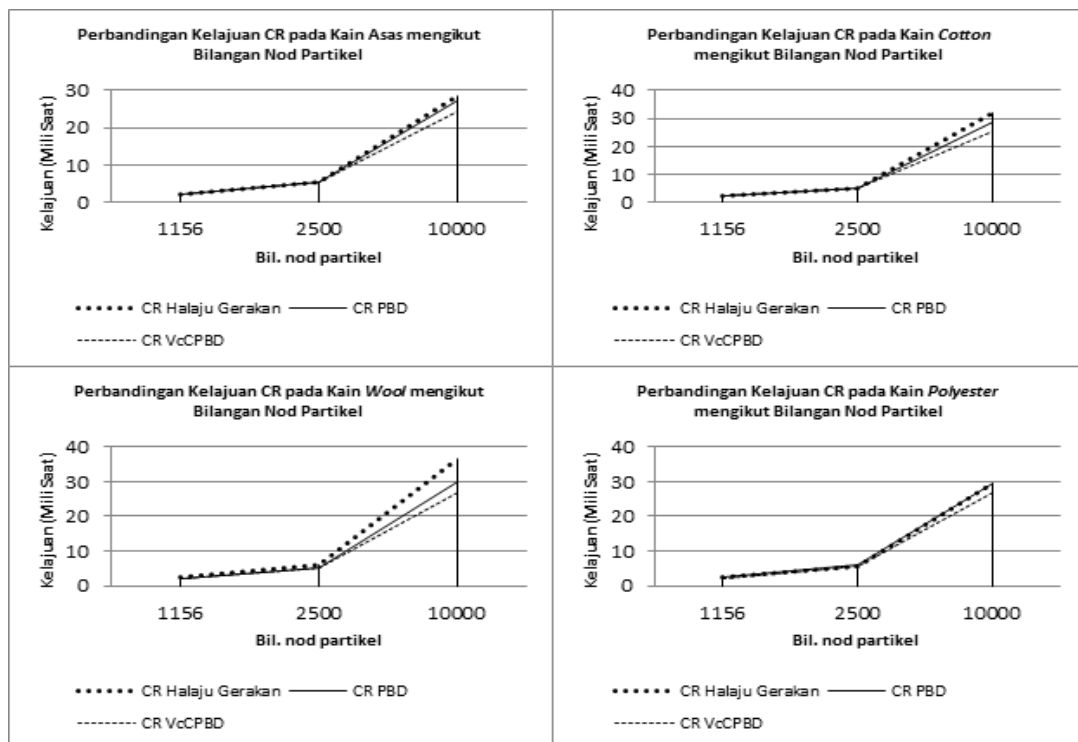 Perbandingan Kelajuan CR pada Kain Asas mengikut
Bilangan Nod Partikel
Kelajuan (Mili Saat)
30
20
10
0
1156 2500 10000
Bil. nod partikel
CR Halaju Gerakan CR PBD
CR VcCPBD
Perbandingan Kelajuan CR pada Kain Cotton
mengikut Bilangan Nod Partikel
Kelajuan (Mili Saat)
40
30
20
10
0
1156 2500 10000
Bil. nod partikel
CR Halaju Gerakan CR PBD
CR VcCPBD
Perbandingan Kelajuan CR pada Kain Wool mengikut
Bilangan Nod Partikel
Kelajuan (Mili Saat)
40
30
20
10
0
1156 2500 10000
Bil. nod partikel
CR Halaju Gerakan CR PBD
CR VcCPBD
Perbandingan Kelajuan CR pada Kain Polyester
mengikut Bilangan Nod Partikel
Kelajuan (Mili Saat)
40
30
20
10
0
1156 2500 10000
Bil. nod partikel
CR Halaju Gerakan CR PBD
CR VcCPBD